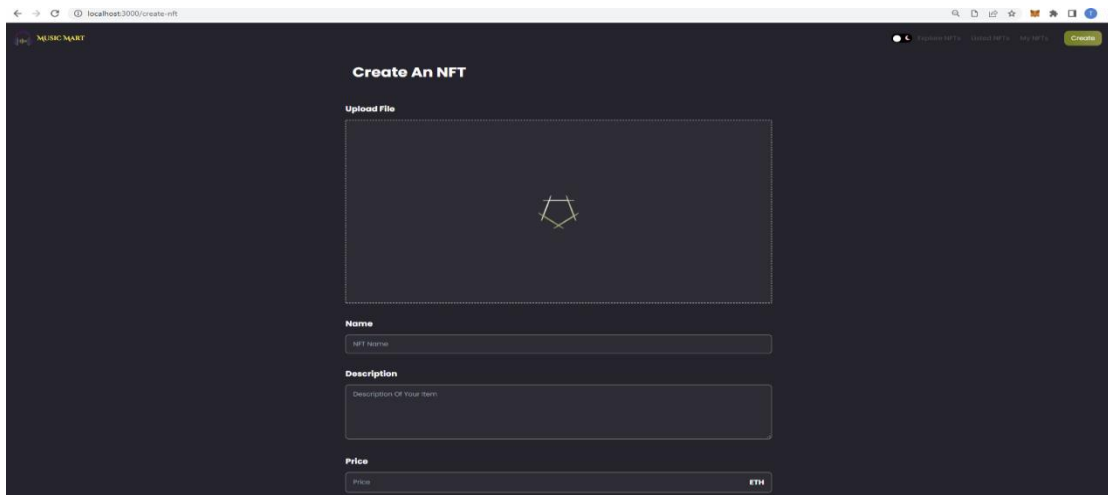 localhost:3000/create-nft
MUSIC MART
Explore NFTs Listed NFTs My NFTs Create
Create An NFT
Upload File
Name
NFT Name
Description
Description Of Your Item
Price
Price ETH